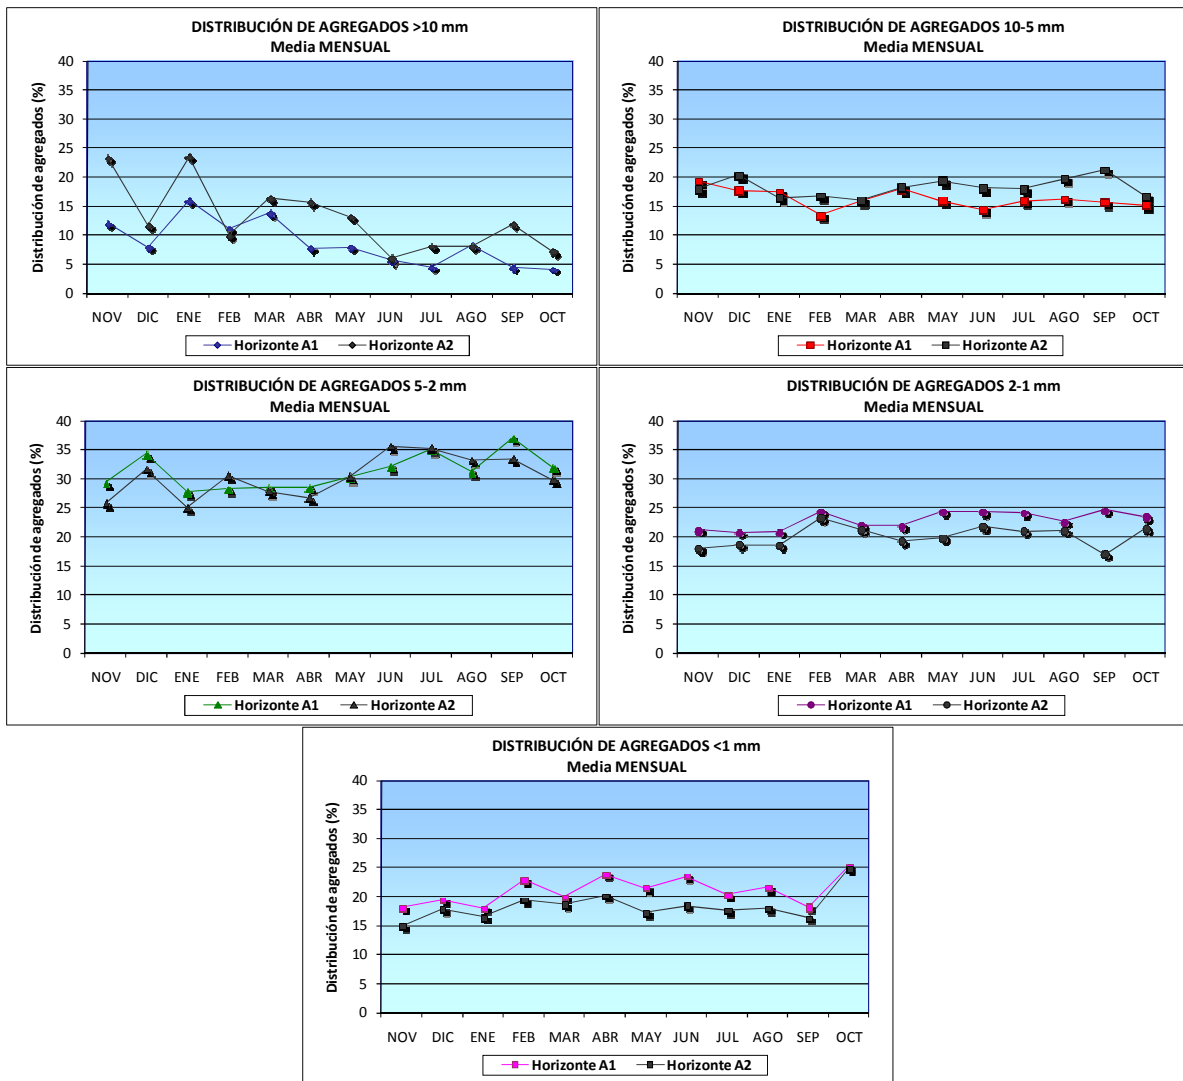 DISTRIBUCIÓN DE AGREGADOS >10 mm
Media MENSUAL
Distribución de agregados (%)
40
35
30
25
20
15
10
5
0
NOV DIC ENE FEB MAR ABR MAY JUN JUL AGO SEP OCT
Horizonte A1 Horizonte A2
DISTRIBUCIÓN DE AGREGADOS 10-5 mm
Media MENSUAL
Distribución de agregados (%)
40
35
30
25
20
15
10
5
0
NOV DIC ENE FEB MAR ABR MAY JUN JUL AGO SEP OCT
Horizonte A1 Horizonte A2
DISTRIBUCIÓN DE AGREGADOS 5-2 mm
Media MENSUAL
Distribución de agregados (%)
40
35
30
25
20
15
10
5
0
NOV DIC ENE FEB MAR ABR MAY JUN JUL AGO SEP OCT
Horizonte A1 Horizonte A2
DISTRIBUCIÓN DE AGREGADOS 2-1 mm
Media MENSUAL
Distribución de agregados (%)
40
35
30
25
20
15
10
5
0
NOV DIC ENE FEB MAR ABR MAY JUN JUL AGO SEP OCT
Horizonte A1 Horizonte A2
DISTRIBUCIÓN DE AGREGADOS <1 mm
Media MENSUAL
Distribución de agregados (%)
40
35
30
25
20
15
10
5
0
NOV DIC ENE FEB MAR ABR MAY JUN JUL AGO SEP OCT
Horizonte A1 Horizonte A2